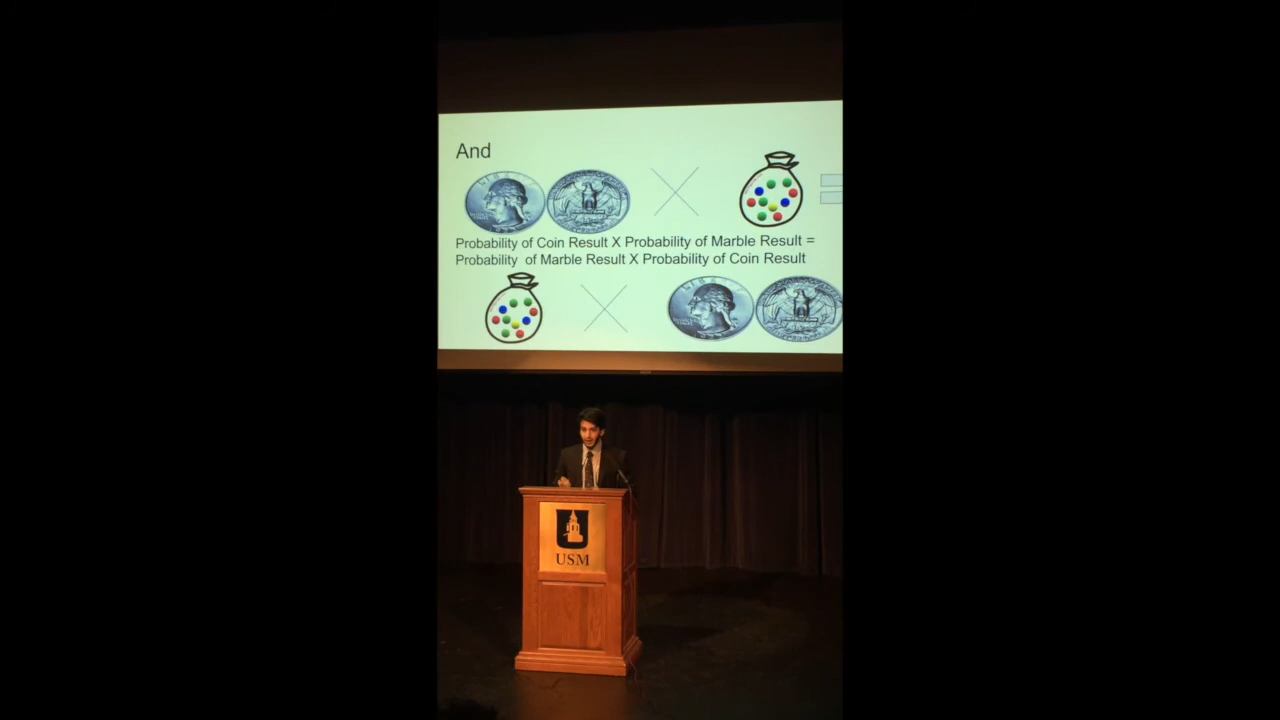 And
Probability of Coin Result X Probability of Marble Result =
Probability of Marble Result X Probability of Coin Result
USM